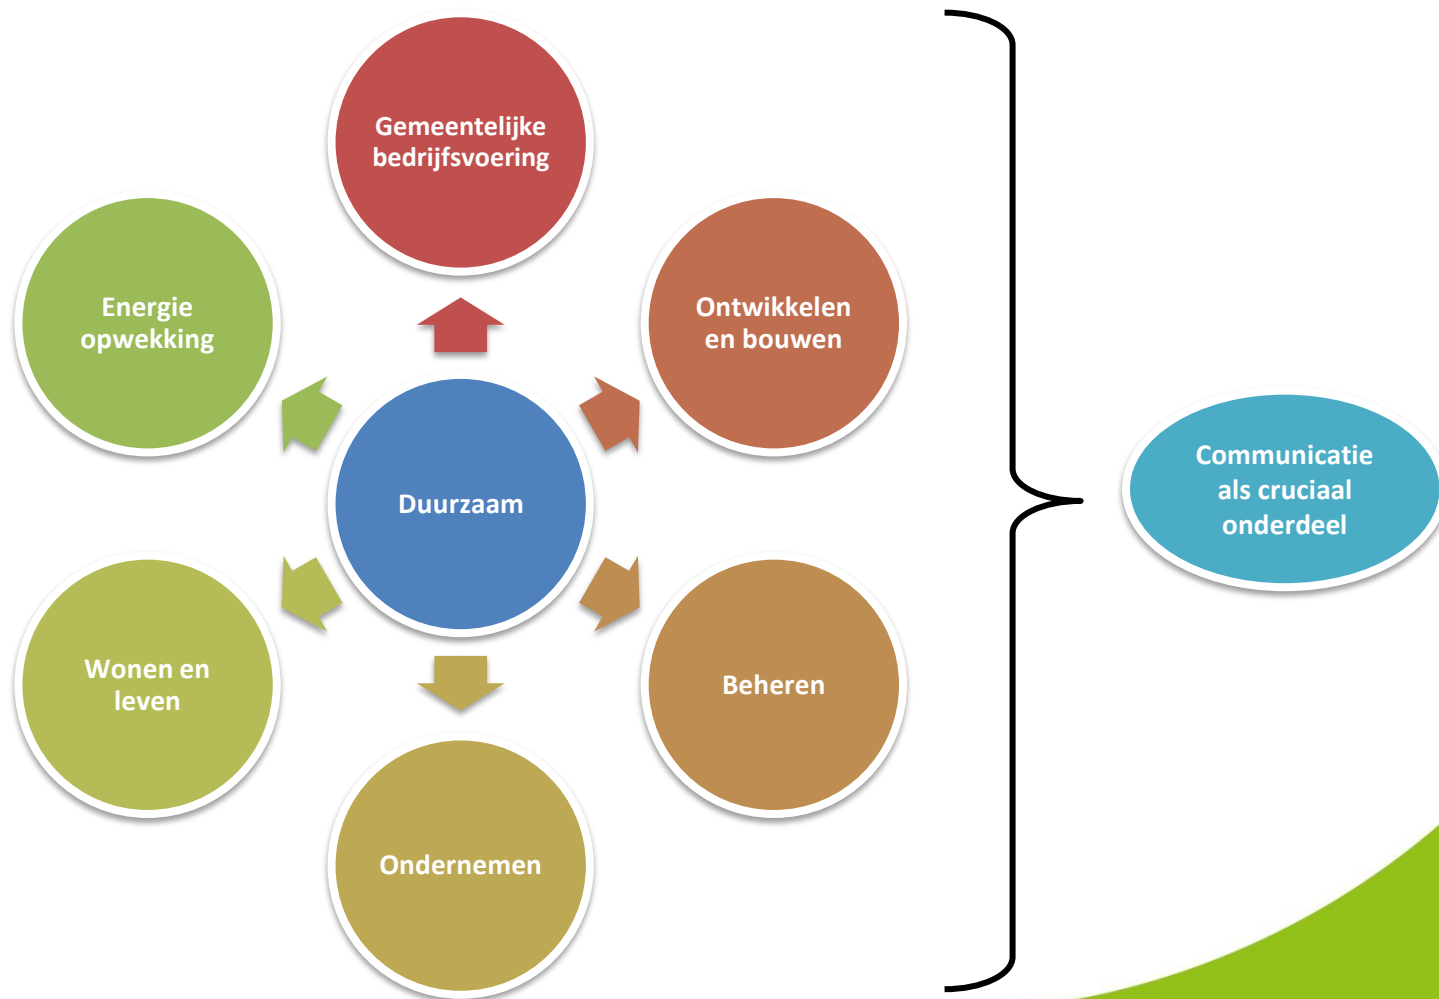 Gemeentelijke
bedrijfsvoering
Energie
opwekking
Ontwikkelen
en bouwen
Duurzaam
Communicatie
als cruciaal
onderdeel
Wonen en
leven
Beheren
Ondernemen